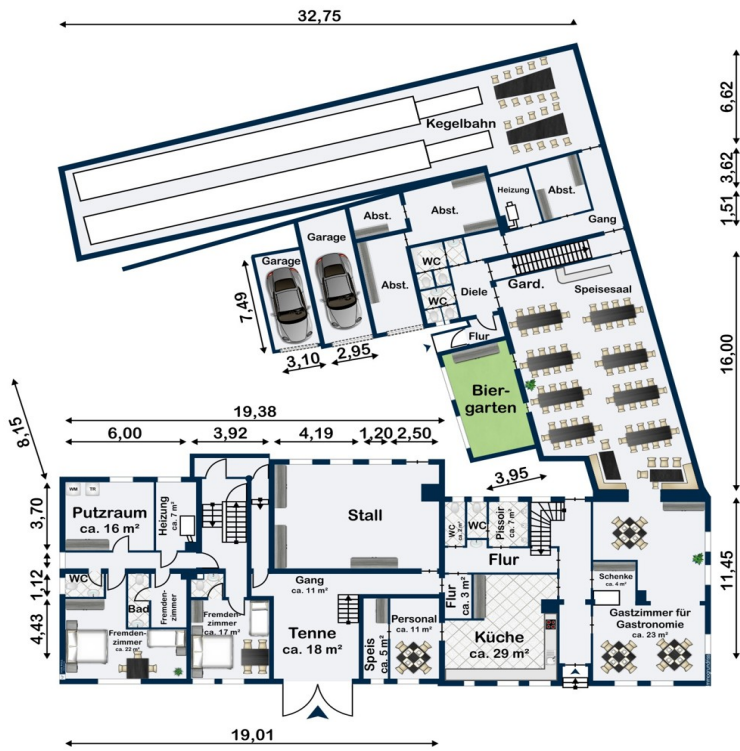 32,75
6,62
3,62
1,51
16,00
11,45
Kegelbahn
Heizung
Abst.
Abst.
Abst.
Gang
Garage
Garage
Abst.
WC
WC
Diele
Gard.
Speisesaal
Flur
7,49
3,10
2,95
Bier-
garten
8,15
19,38
6,00
3,92
4,19
1,20
2,50
3,95
3,70
1,12
4,43
WM
TR
Putzraum
ca. 16 m²
Heizung
ca. 7 m²
Stall
WC
ca. 2 m²
WC
Pissoir
ca. 7 m²
Flur
Gang
ca. 11 m²
Flur
ca. 3 m²
Schenke
ca. 4 m²
WC
Bad
Fremden-
zimmer
Fremden-
zimmer
ca. 22 m²
Fremden-
zimmer
ca. 17 m²
Tenne
ca. 18 m²
Speis
ca. 5 m²
Personal
ca. 11 m²
Küche
ca. 29 m²
Gastzimmer für
Gastronomie
ca. 23 m²
19,01